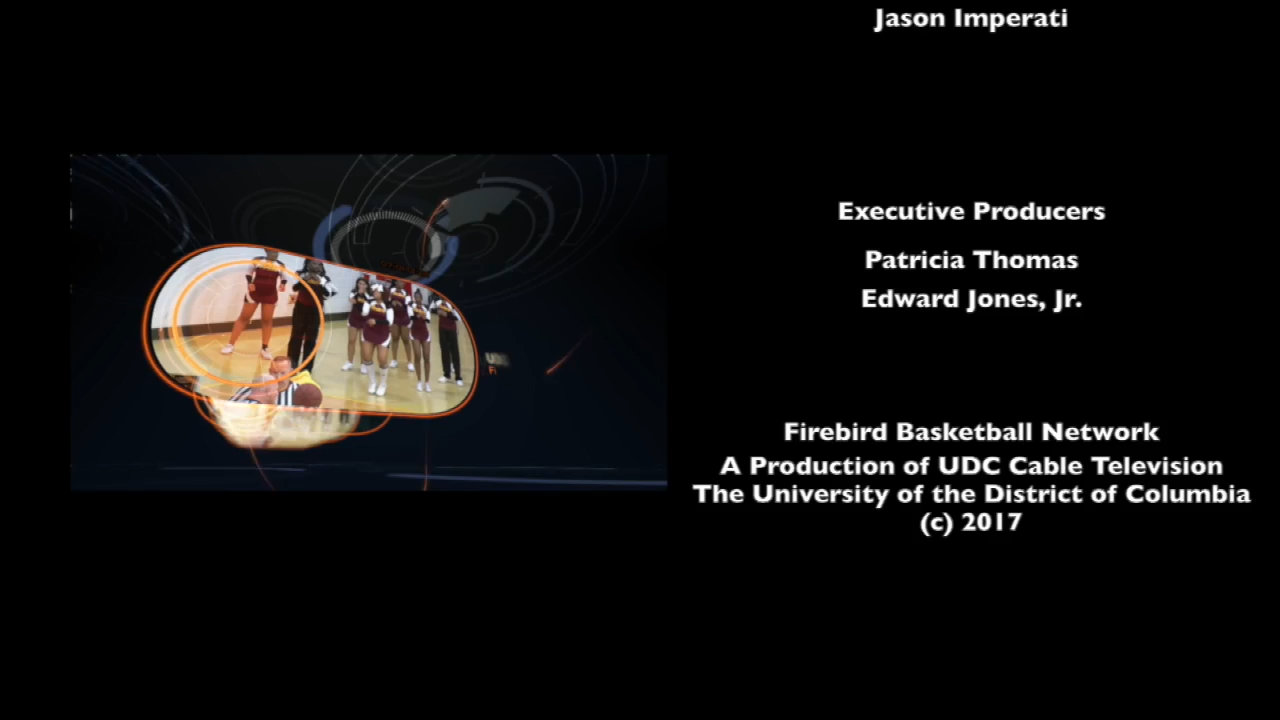 Jason Imperati
Executive Producers
Patricia Thomas
Edward Jones, Jr.
Firebird Basketball Network
A Production of UDC Cable Television
The University of the District of Columbia
(c) 2017